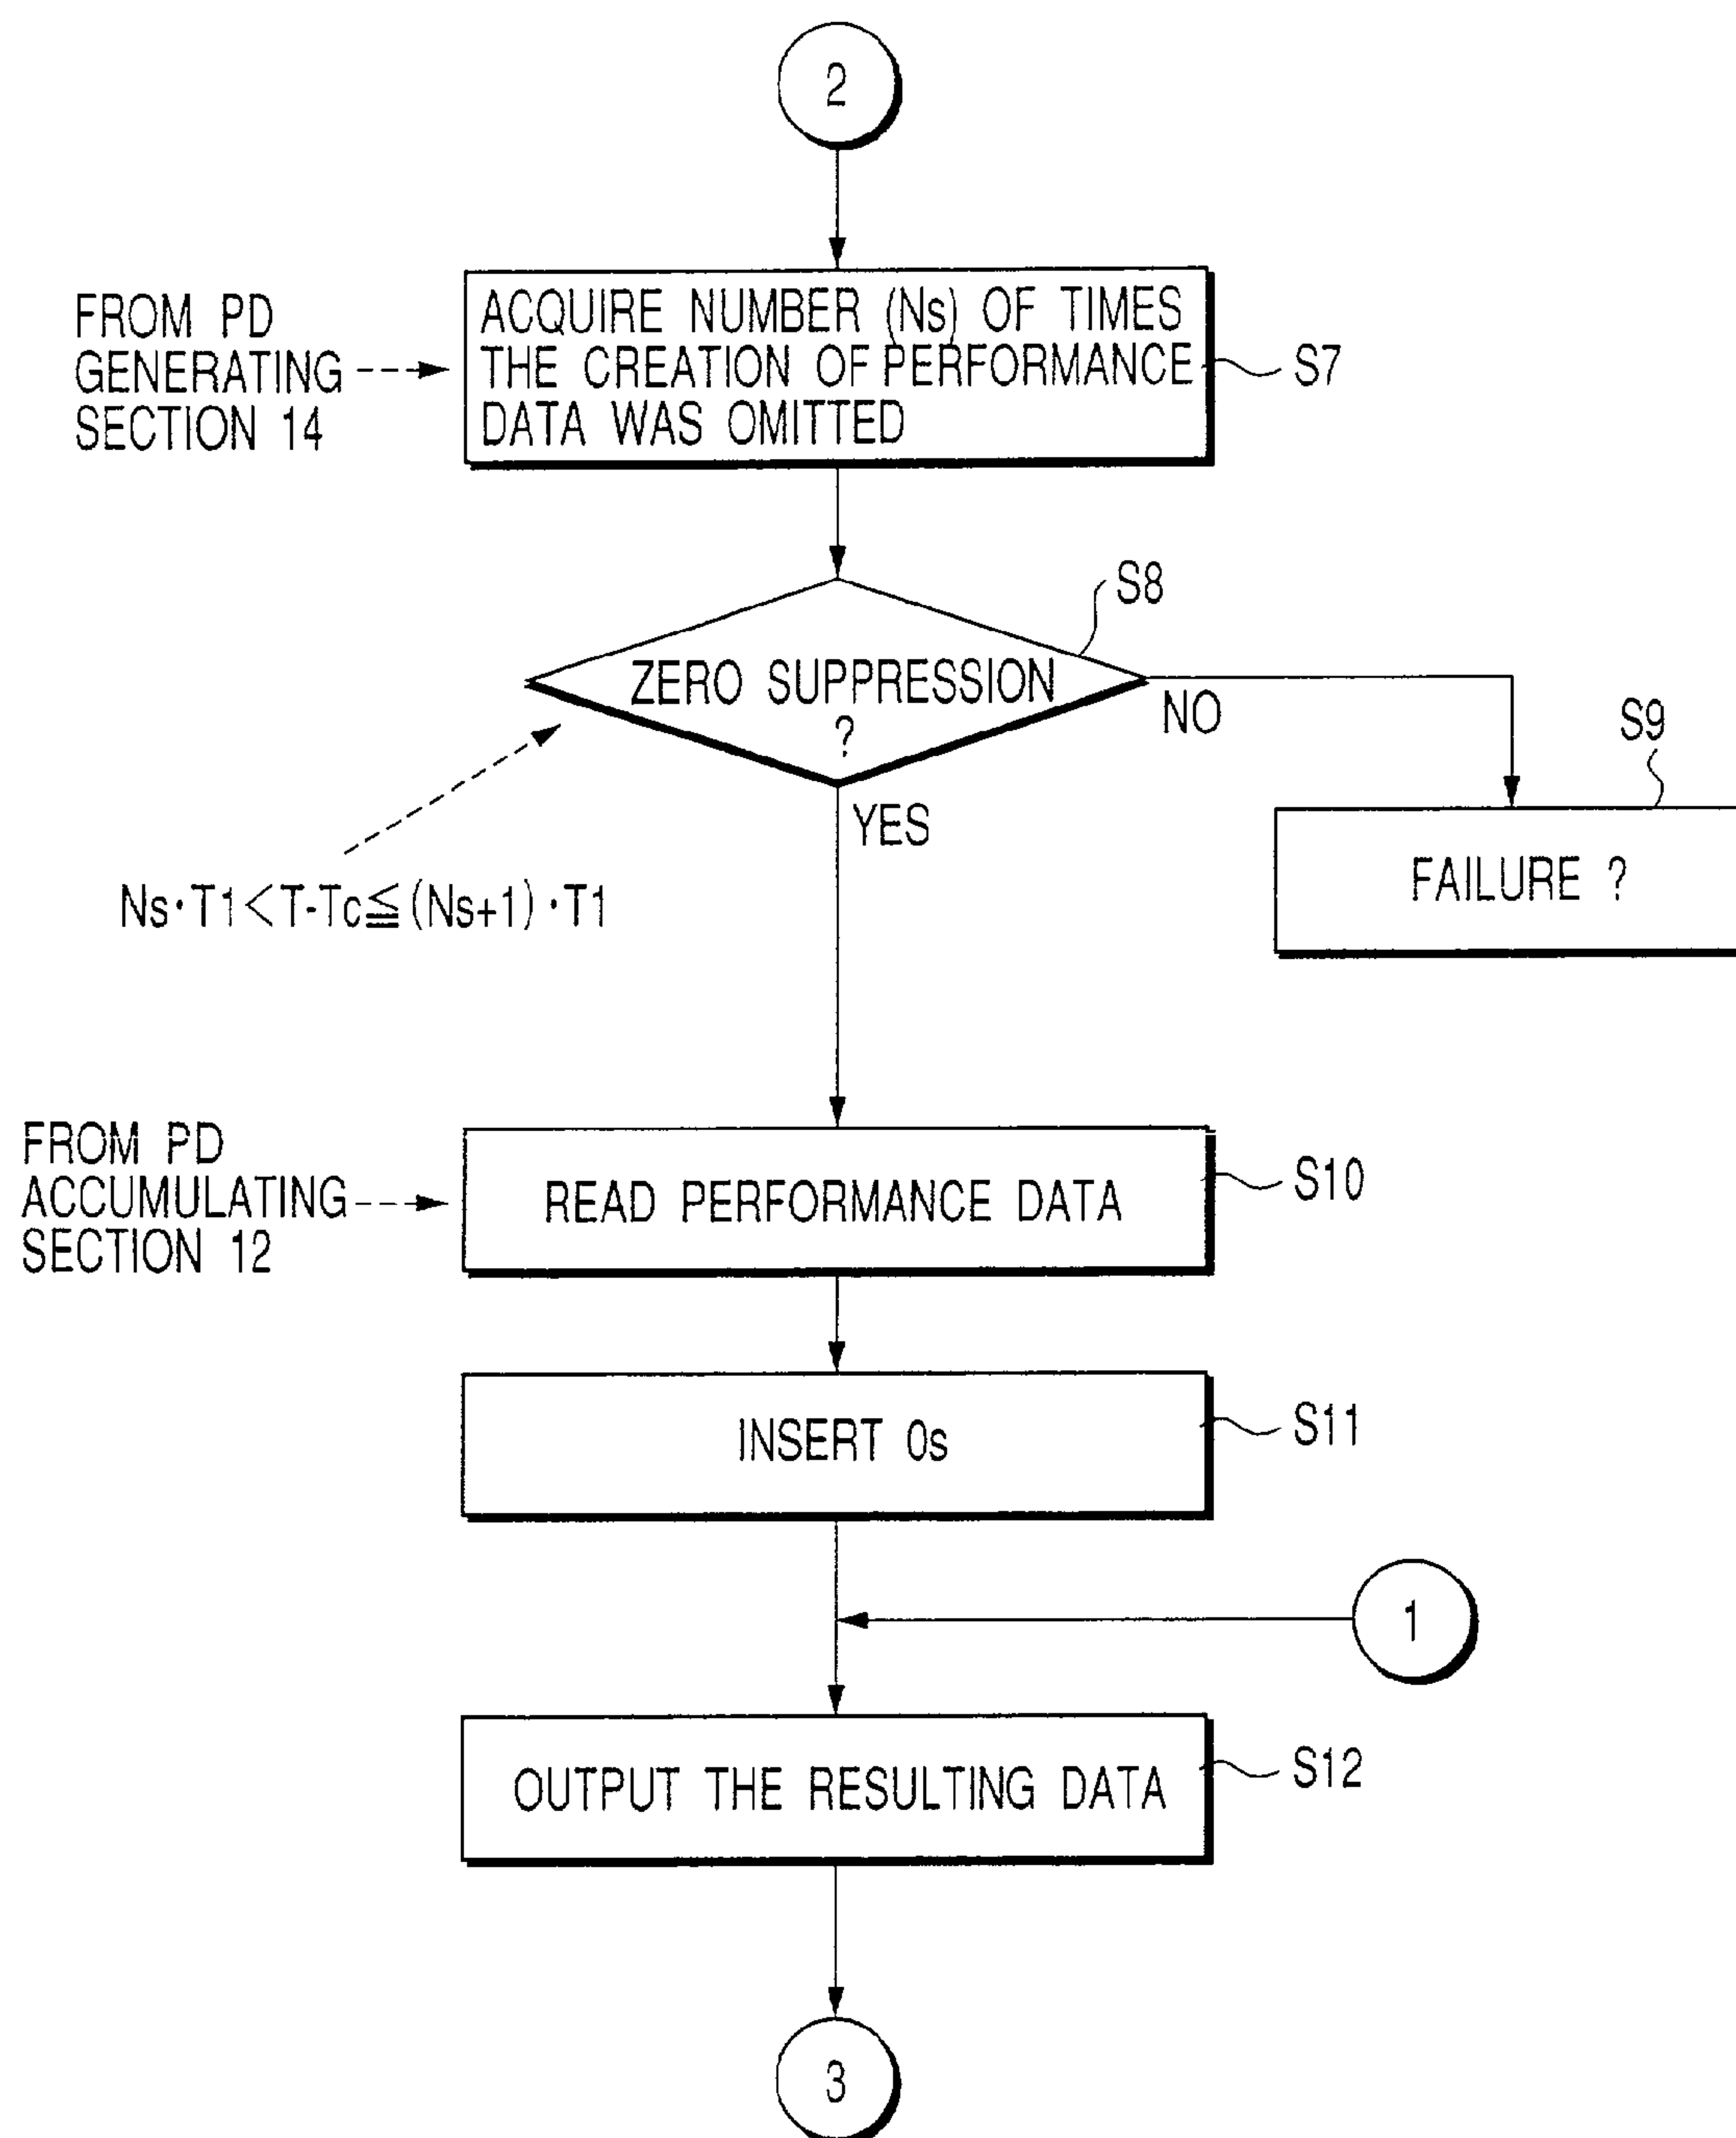 2
FROM PD
GENERATING
SECTION 14
ACQUIRE NUMBER (Ns) OF TIMES
THE CREATION OF PERFORMANCE
DATA WAS OMITTED
S7
S8
ZERO SUPPRESSION
?
NO
YES
S9
FAILURE ?
Ns·T1<T-Tc≦(Ns+1)·T1
FROM PD
ACCUMULATING
SECTION 12
READ PERFORMANCE DATA
S10
INSERT 0s
S11
1
OUTPUT THE RESULTING DATA
S12
3